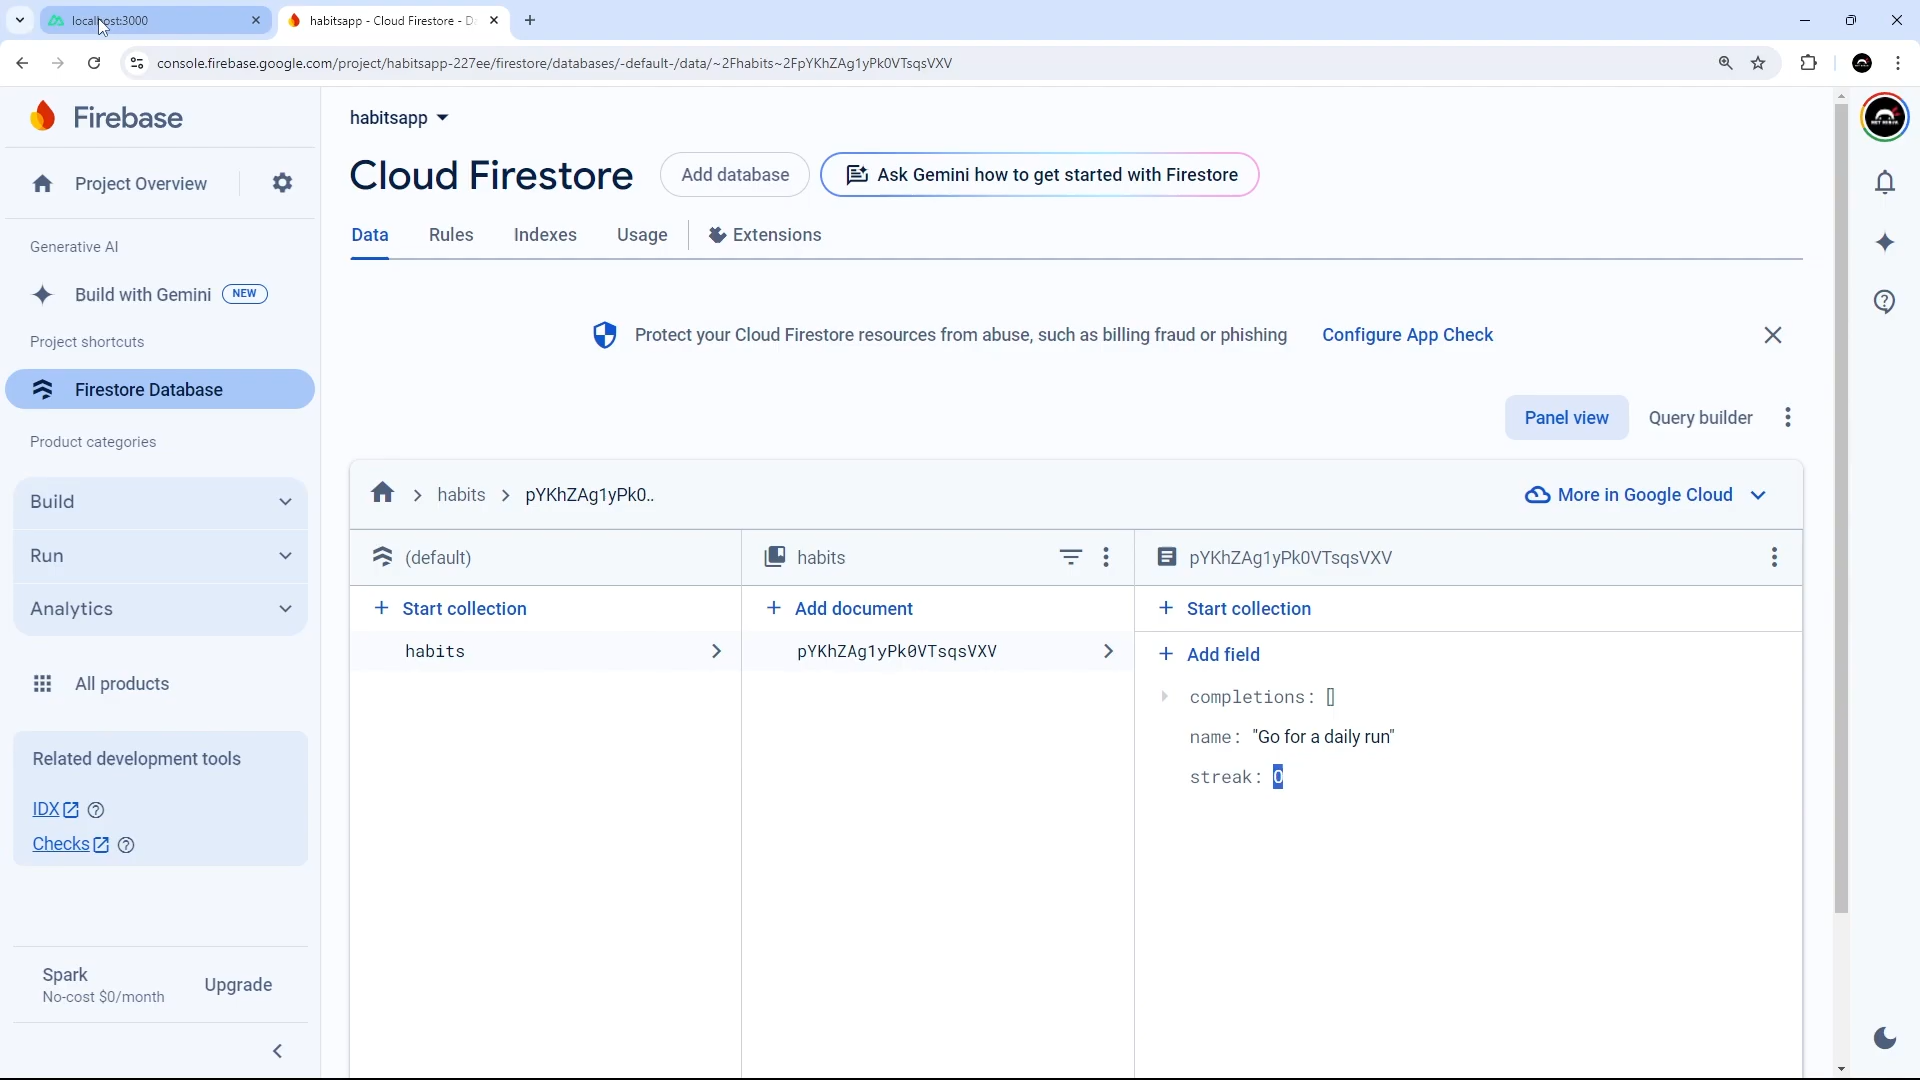 localhost:3000
habitsapp - Cloud Firestore - Da
console.firebase.google.com/project/habitsapp-227ee/firestore/databases/-default-/data/~2Fhabits~2FpYKhZAg1yPk0VTsqsVXV
Firebase
Project Overview
Generative AI
Build with Gemini NEW
Project shortcuts
Firestore Database
Product categories
Build
Run
Analytics
All products
Related development tools
IDX
Checks
Spark
No-cost $0/month
Upgrade
habitsapp
Cloud Firestore
Add database
Ask Gemini how to get started with Firestore
Data
Rules
Indexes
Usage
Extensions
Protect your Cloud Firestore resources from abuse, such as billing fraud or phishing
Configure App Check
Panel view
Query builder
habits
pYKhZAg1yPk0..
More in Google Cloud
(default)
habits
pYKhZAg1yPk0VTsqsVXV
+ Start collection
+ Add document
+ Start collection
habits
pYKhZAg1yPk0VTsqsVXV
+ Add field
completions: []
name: "Go for a daily run"
streak: 0